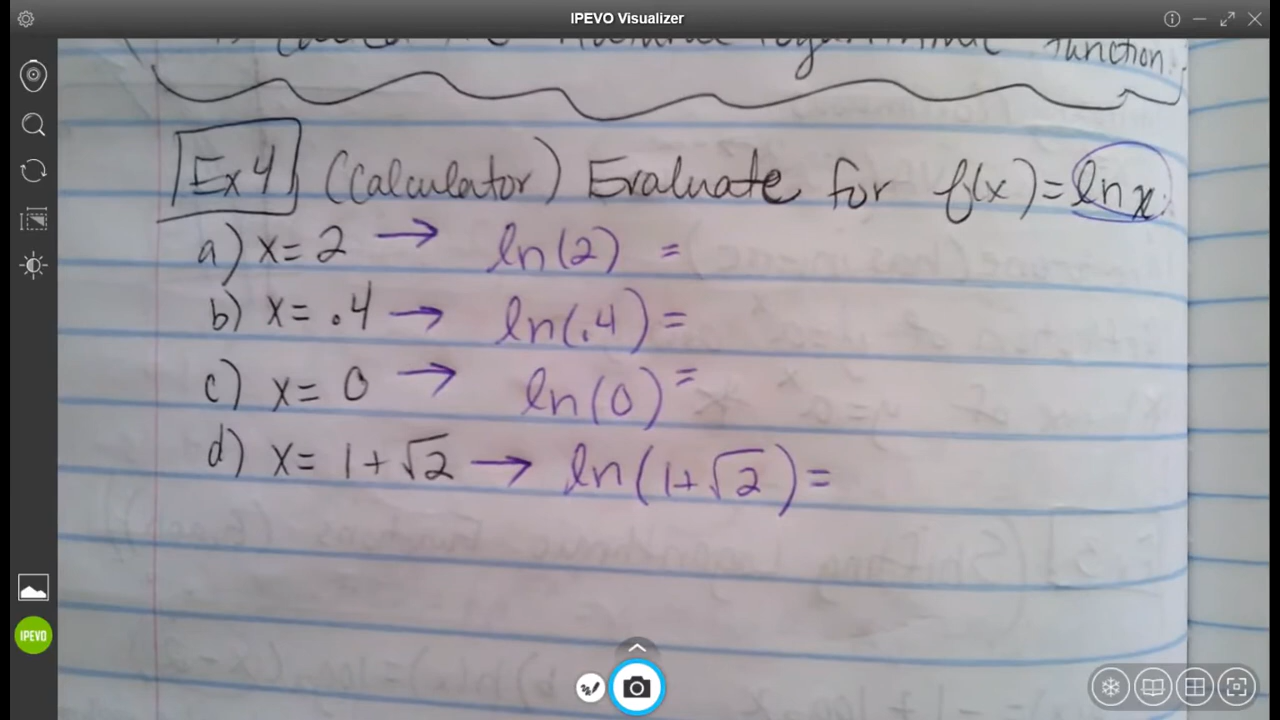 IPEVO Visualizer
function.
Ex 4 (Calculator) Evaluate for f(x) = ln x.
a) x = 2 → ln(2) =
b) x = .4 → ln(.4) =
c) x = 0 → ln(0) =
d) x = 1 + √2 → ln(1+√2) =
IPEVO